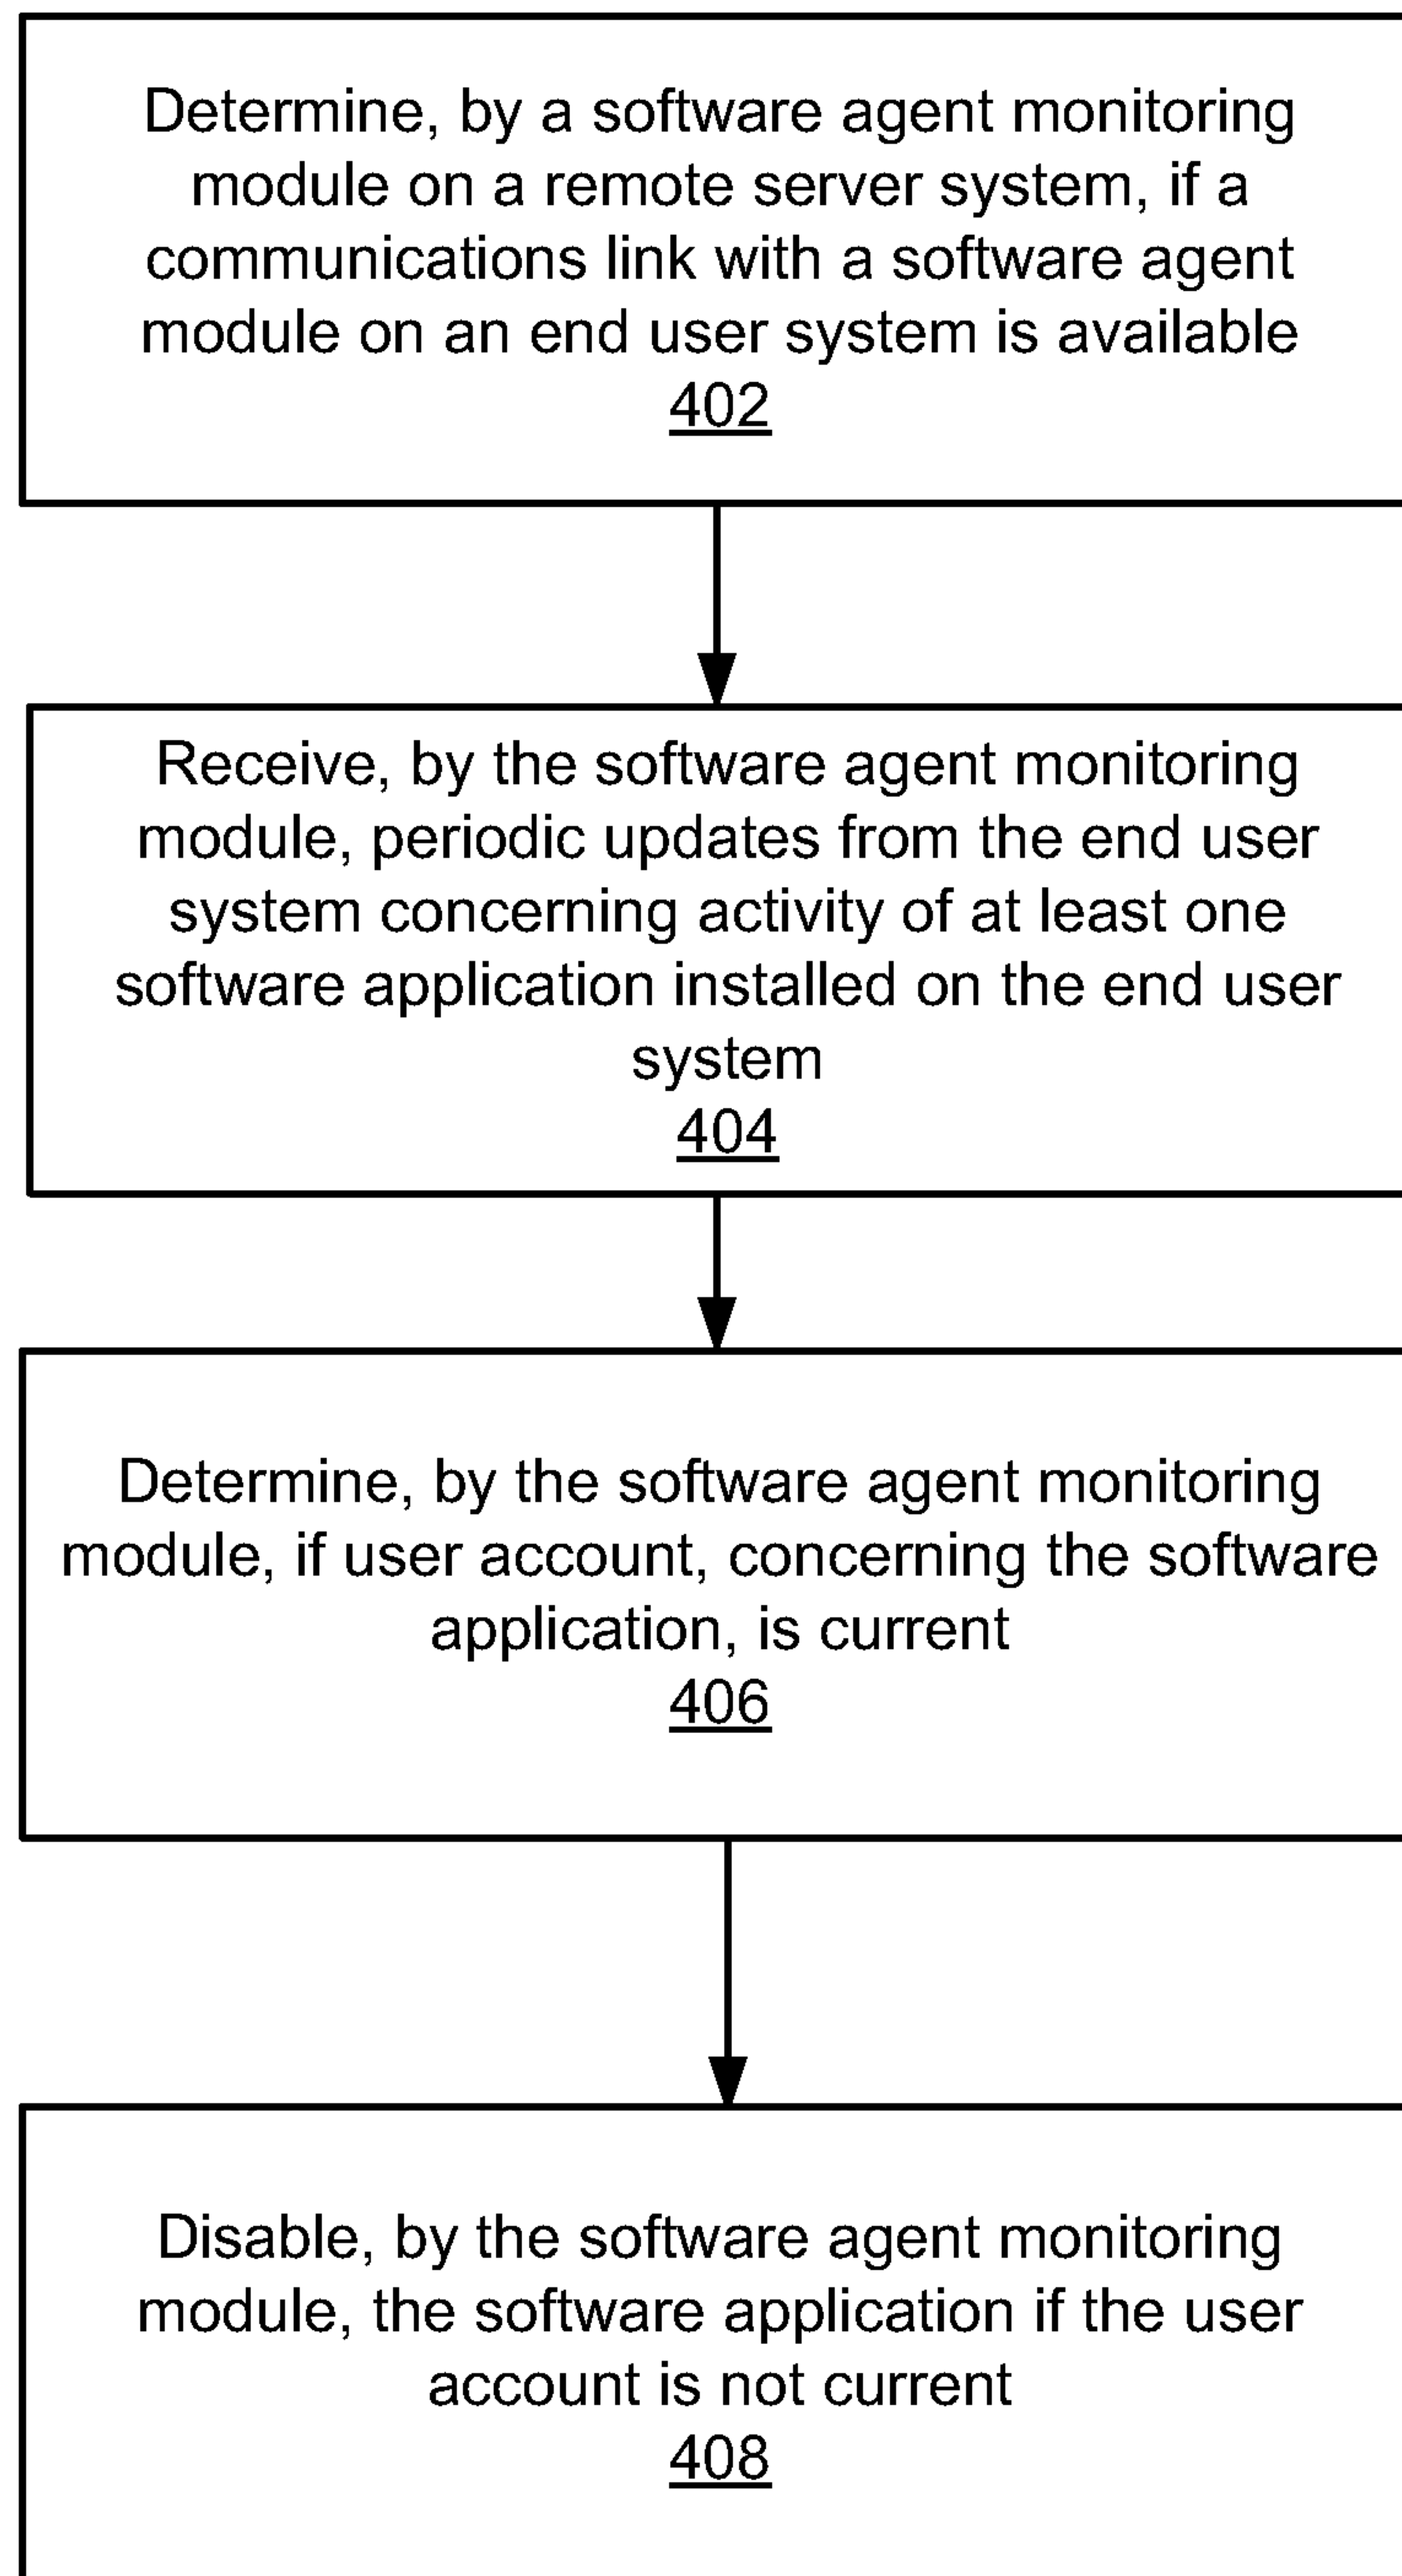 Determine, by a software agent monitoring
module on a remote server system, if a
communications link with a software agent
module on an end user system is available
402
Receive, by the software agent monitoring
module, periodic updates from the end user
system concerning activity of at least one
software application installed on the end user
system
404
Determine, by the software agent monitoring
module, if user account, concerning the software
application, is current
406
Disable, by the software agent monitoring
module, the software application if the user
account is not current
408